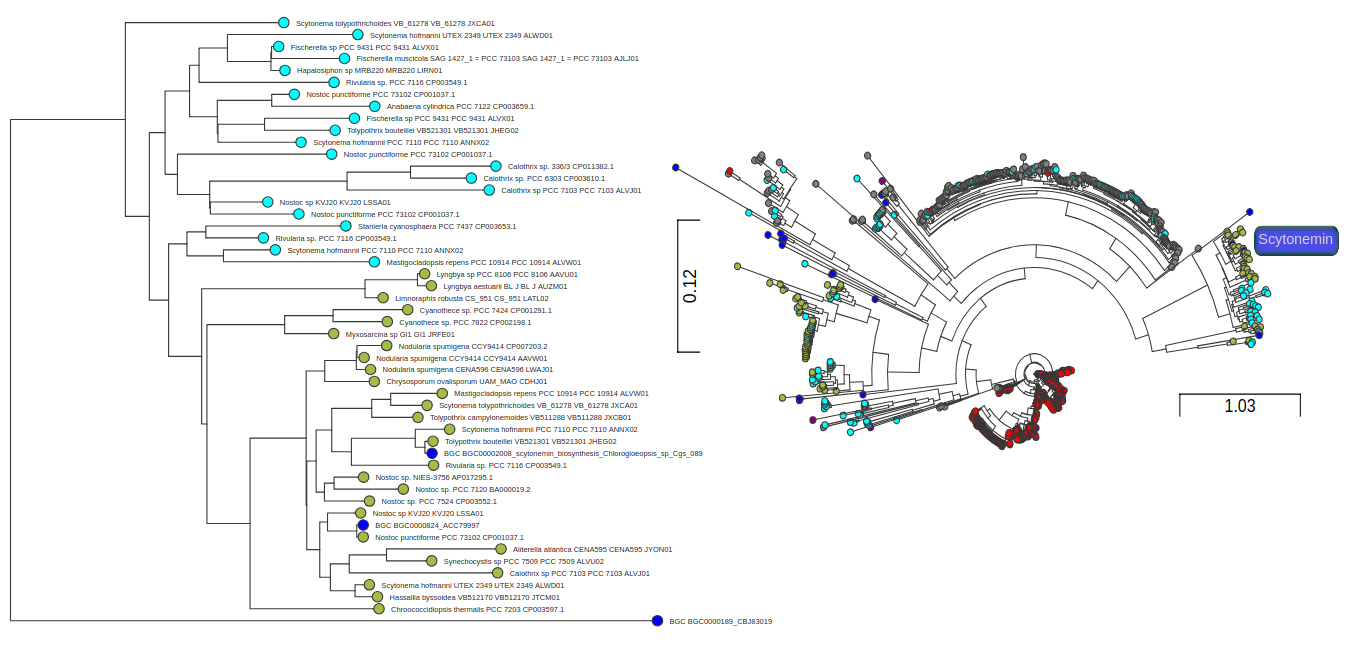 Scytonema tolypothrichoides VB_61278 VB_61278 JXCA01
Scytonema hofmanni UTEX 2349 UTEX 2349 ALWD01
Fischerella sp PCC 9431 PCC 9431 ALVX01
Fischerella muscicola SAG 1427_1 = PCC 73103 SAG 1427_1 = PCC 73103 AJLJ01
Hapalosiphon sp MRB220 MRB220 LIRN01
Rivularia sp. PCC 7116 CP003549.1
Nostoc punctiforme PCC 73102 CP001037.1
Anabaena cylindrica PCC 7122 CP003659.1
Fischerella sp PCC 9431 PCC 9431 ALVX01
Tolypothrix bouteillei VB521301 VB521301 JHEG02
Scytonema hofmannii PCC 7110 PCC 7110 ANNX02
Nostoc punctiforme PCC 73102 CP001037.1
Calothrix sp. 336/3 CP011382.1
Calothrix sp. PCC 6303 CP003610.1
Calothrix sp PCC 7103 PCC 7103 ALVJ01
Nostoc sp KVJ20 KVJ20 LSSA01
Nostoc punctiforme PCC 73102 CP001037.1
Stanieria cyanosphaera PCC 7437 CP003653.1
Rivularia sp. PCC 7116 CP003549.1
Scytonema hofmannii PCC 7110 PCC 7110 ANNX02
Mastigocladopsis repens PCC 10914 PCC 10914 ALVW01
Lyngbya sp PCC 8106 PCC 8106 AAVU01
Lyngbya aestuarii BL J BL J AUZM01
Limnoraphis robusta CS_951 CS_951 LATL02
Cyanothece sp. PCC 7424 CP001291.1
Cyanothece sp. PCC 7822 CP002198.1
Myxosarcina sp GI1 GI1 JRFE01
Nodularia spumigena CCY9414 CP007203.2
Nodularia spumigena CCY9414 CCY9414 AAVW01
Nodularia spumigena CENA596 CENA596 LWAJ01
Chrysosporum ovalisporum UAM_MAO CDHJ01
Mastigocladopsis repens PCC 10914 PCC 10914 ALVW01
Scytonema tolypothrichoides VB_61278 VB_61278 JXCA01
Tolypothrix campylonemoides VB511288 VB511288 JXCB01
Scytonema hofmannii PCC 7110 PCC 7110 ANNX02
Tolypothrix bouteillei VB521301 VB521301 JHEG02
BGC BGC00002008_scytonemin_biosynthesis_Chlorogloeopsis_sp_Cgs_089
Rivularia sp. PCC 7116 CP003549.1
Nostoc sp. NIES-3756 AP017295.1
Nostoc sp. PCC 7120 BA000019.2
Nostoc sp. PCC 7524 CP003552.1
Nostoc sp KVJ20 KVJ20 LSSA01
BGC BGC0000824_ACC79997
Nostoc punctiforme PCC 73102 CP001037.1
Aliterella atlantica CENA595 CENA595 JYON01
Synechocystis sp PCC 7509 PCC 7509 ALVU02
Calothrix sp PCC 7103 PCC 7103 ALVJ01
Scytonema hofmanni UTEX 2349 UTEX 2349 ALWD01
Hassallia byssoidea VB512170 VB512170 JTCM01
Chroococcidiopsis thermalis PCC 7203 CP003597.1
BGC BGC0000189_CBJ83019
0.12
Scytonemin
1.03